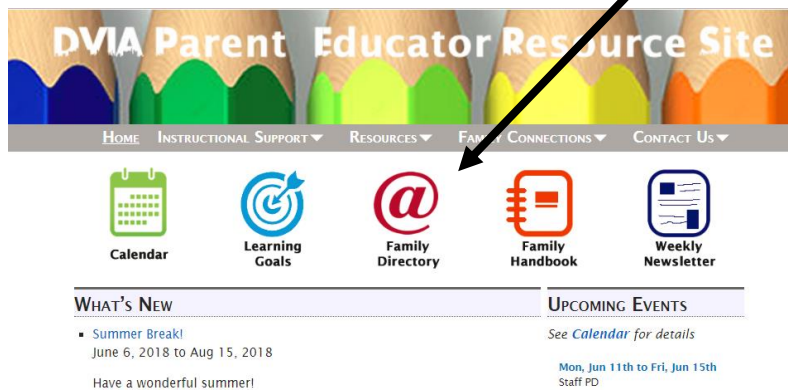 DVIA Parent Educator Resource Site
HOME INSTRUCTIONAL SUPPORT RESOURCES FAMILY CONNECTIONS CONTACT US
Calendar
Learning
Goals
Family
Directory
Family
Handbook
Weekly
Newsletter
WHAT'S NEW
Summer Break!
June 6, 2018 to Aug 15, 2018
Have a wonderful summer!
UPCOMING EVENTS
See Calendar for details
Mon, Jun 11th to Fri, Jun 15th
Staff PD